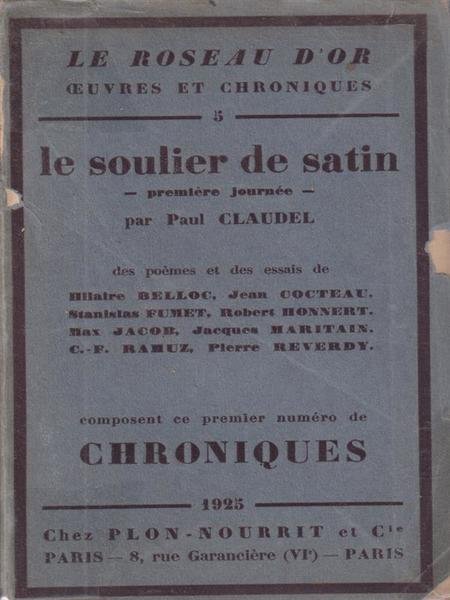 LE ROSEAU D'OR
ŒUVRES ET CHRONIQUES
5
le soulier de satin
— première journée —
par Paul CLAUDEL
des poèmes et des essais de
Hilaire BELLOC, Jean COCTEAU.
Stanislas FUMET, Robert HONNERT.
Max JACOB, Jacques MARITAIN.
C.-F. RAMUZ, Pierre REVERDY.
composent ce premier numéro de
CHRONIQUES
1925
Chez PLON-NOURRIT et Cie
PARIS — 8, rue Garancière (VIe) — PARIS